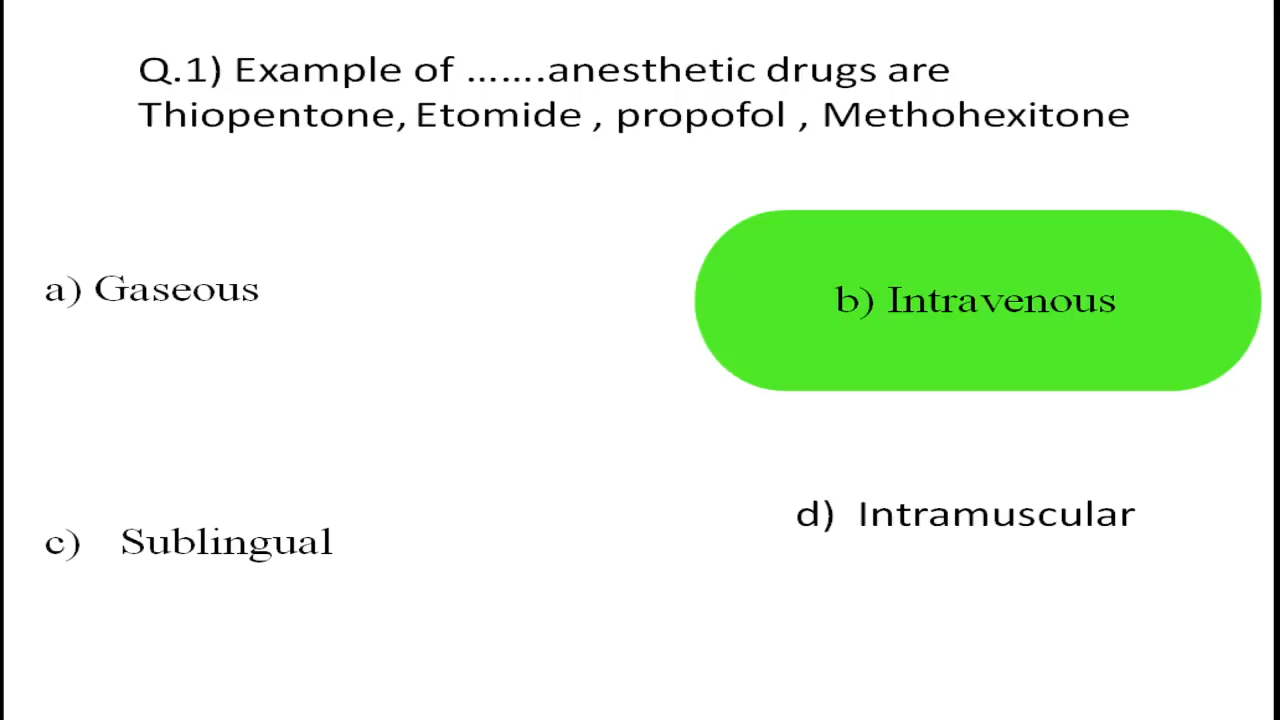 Q.1) Example of .......anesthetic drugs are
Thiopentone, Etomide , propofol , Methohexitone
a) Gaseous
b) Intravenous
c) Sublingual
d) Intramuscular